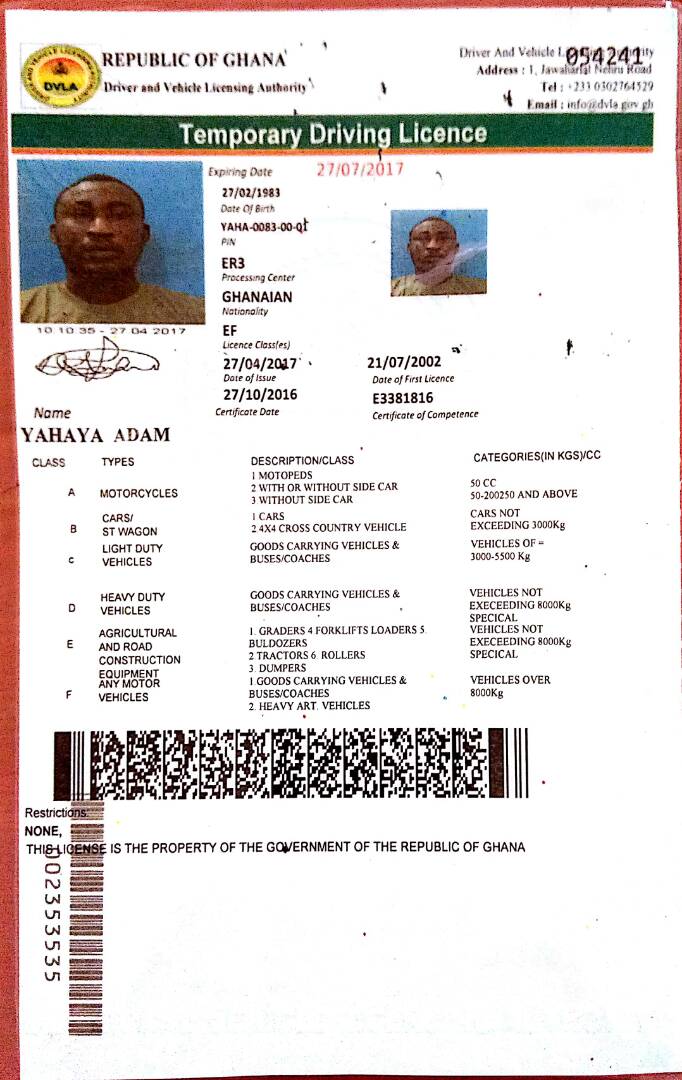 DVLA
REPUBLIC OF GHANA
Driver and Vehicle Licensing Authority
054241
Driver And Vehicle Licensing Authority
Address : 1, Jawaharlal Nehru Road
Tel : +233 0302764529
Email : info@dvla.gov.gh
Temporary Driving Licence
Expiring Date 27/07/2017
27/02/1983
Date Of Birth
YAHA-0083-00-01
PIN
ER3
Processing Center
GHANAIAN
Nationality
10.10.35 - 27 04 2017
EF
Licence Class(es)
27/04/2017 21/07/2002
Date of Issue Date of First Licence
27/10/2016 E3381816
Certificate Date Certificate of Competence
Name
YAHAYA ADAM
CLASS TYPES DESCRIPTION/CLASS CATEGORIES(IN KGS)/CC
1 MOTOPEDS
A MOTORCYCLES 2 WITH OR WITHOUT SIDE CAR 50 CC
3 WITHOUT SIDE CAR 50-200250 AND ABOVE
CARS/ 1 CARS CARS NOT
B ST WAGON 2 4X4 CROSS COUNTRY VEHICLE EXCEEDING 3000Kg
LIGHT DUTY GOODS CARRYING VEHICLES & VEHICLES OF =
C VEHICLES BUSES/COACHES 3000-5500 Kg
HEAVY DUTY GOODS CARRYING VEHICLES & VEHICLES NOT
D VEHICLES BUSES/COACHES EXECEEDING 8000Kg
SPECICAL
AGRICULTURAL 1. GRADERS 4 FORKLIFTS LOADERS 5. VEHICLES NOT
E AND ROAD BULDOZERS EXECEEDING 8000Kg
CONSTRUCTION 2 TRACTORS 6. ROLLERS SPECICAL
EQUIPMENT 3. DUMPERS
ANY MOTOR 1 GOODS CARRYING VEHICLES & VEHICLES OVER
F VEHICLES BUSES/COACHES 8000Kg
2. HEAVY ART. VEHICLES
Restrictions:
NONE,
THIS LICENSE IS THE PROPERTY OF THE GOVERNMENT OF THE REPUBLIC OF GHANA
002353535